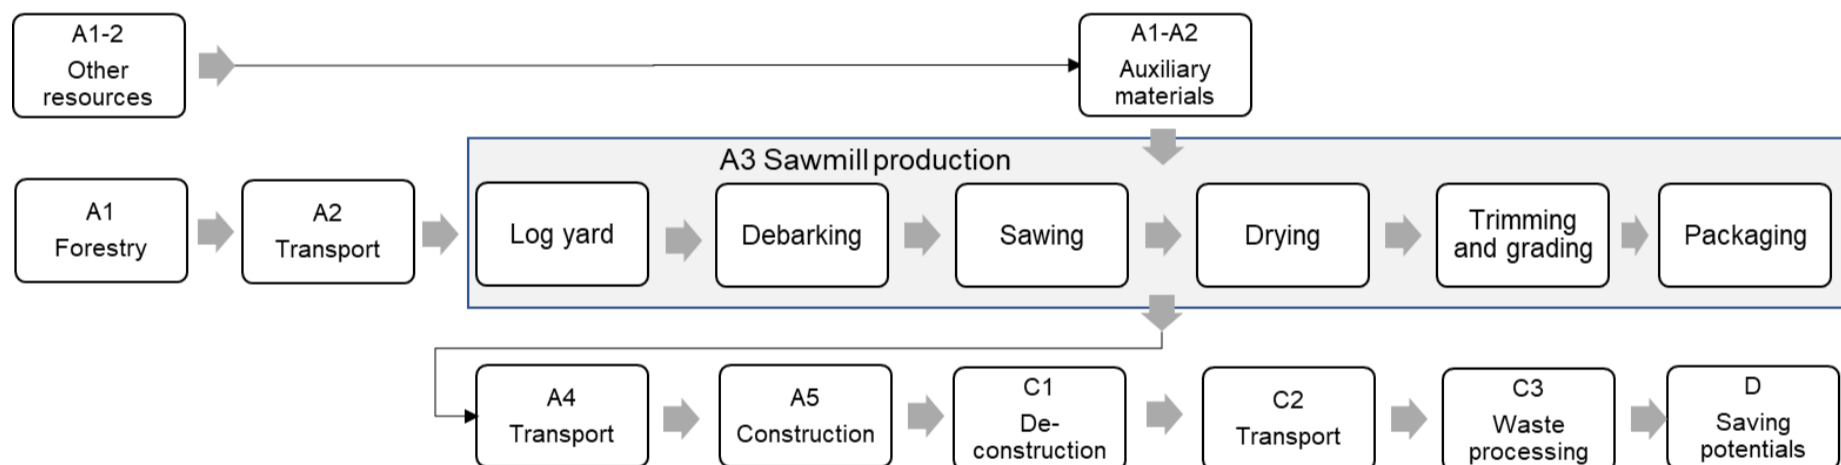 A1-2
Other
resources
A1-A2
Auxiliary
materials
A3 Sawmill production
A1
Forestry
A2
Transport
Log yard
Debarking
Sawing
Drying
Trimming
and grading
Packaging
A4
Transport
A5
Construction
C1
De-
construction
C2
Transport
C3
Waste
processing
D
Saving
potentials